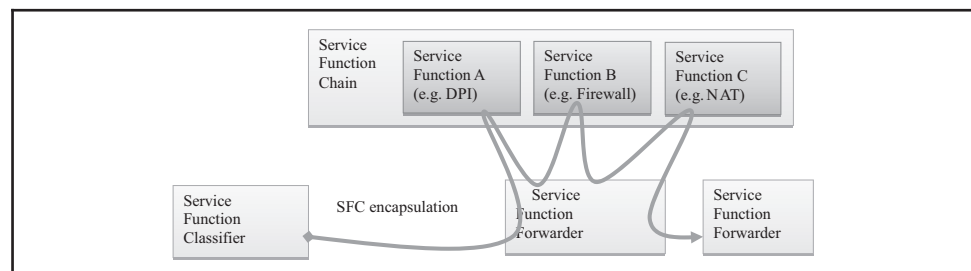 Service
Function
Chain
Service
Function A
(e.g. DPI)
Service
Function B
(e.g. Firewall)
Service
Function C
(e.g. NAT)
Service
Function
Classifier
SFC encapsulation
Service
Function
Forwarder
Service
Function
Forwarder